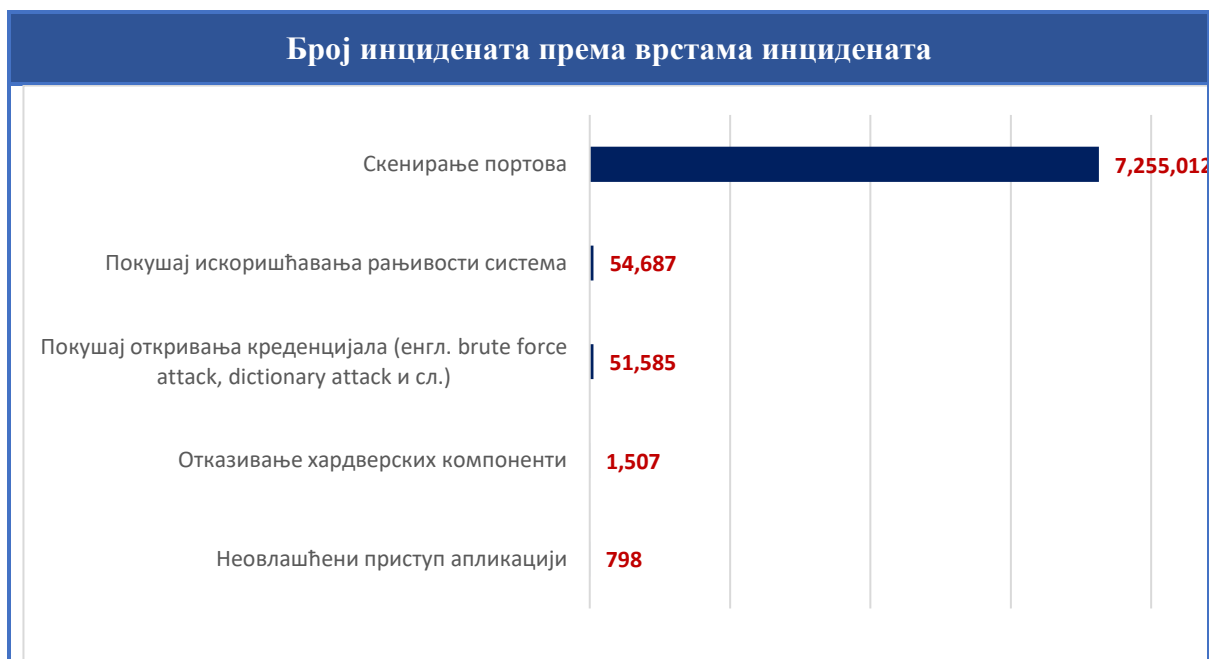 Број инцидената према врстама инцидената
Скенирање портова
7,255,012
Покушај искоришћавања рањивости система
54,687
Покушај откривања креденцијала (енгл. brute force
attack, dictionary attack и сл.)
51,585
Отказивање хардверских компоненти
1,507
Неовлашћени приступ апликацији
798